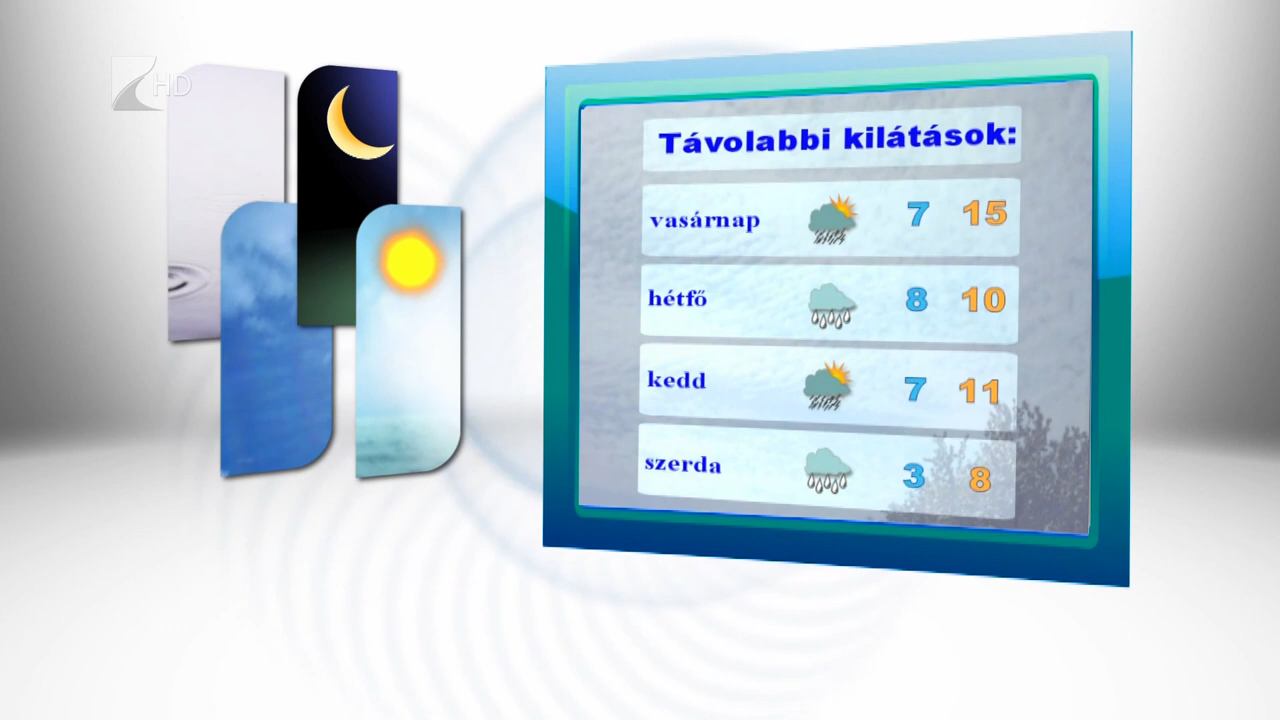 HD
Távolabbi kilátások:
vasárnap 7 15
hétfő 8 10
kedd 7 11
szerda 3 8